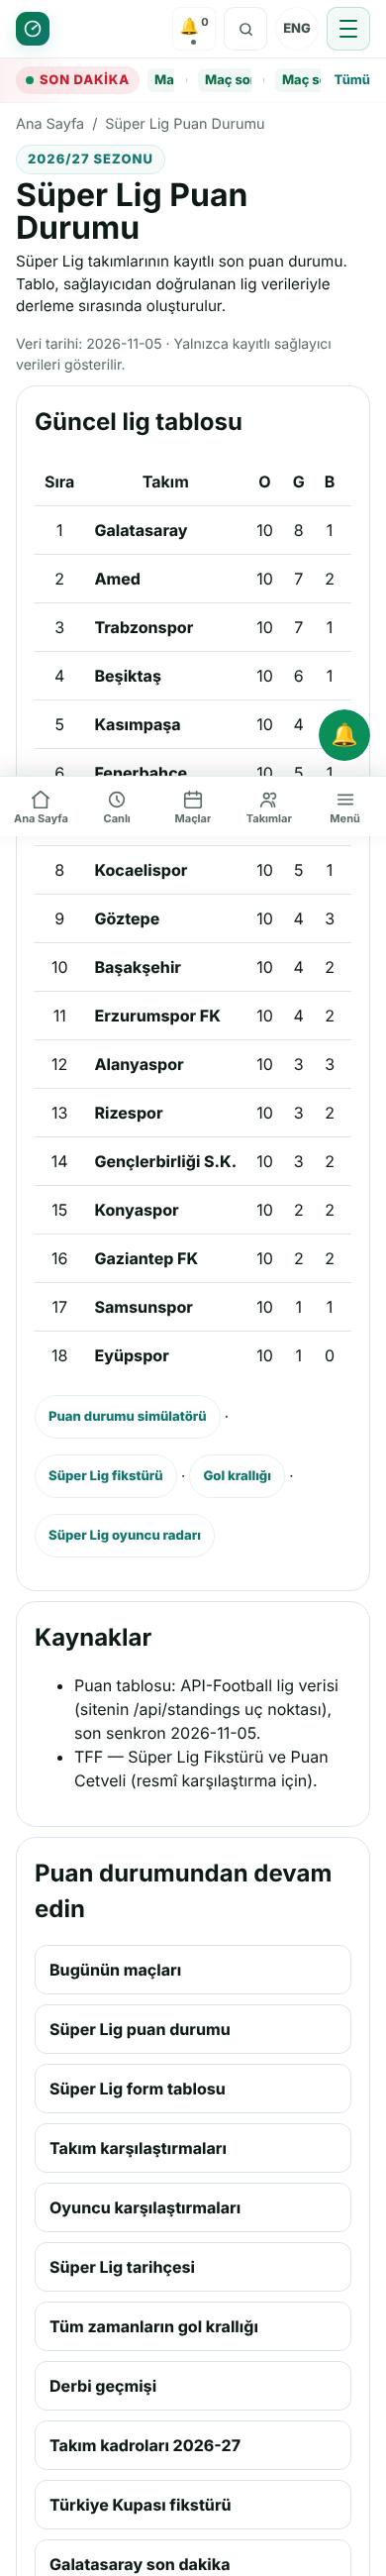 0
ENG
SON DAKİKA
Ma
Maç so
Maç s
Tümü
Ana Sayfa / Süper Lig Puan Durumu
2026/27 SEZONU
Süper Lig Puan
Durumu
Süper Lig takımlarının kayıtlı son puan durumu.
Tablo, sağlayıcıdan doğrulanan lig verileriyle
derleme sırasında oluşturulur.
Veri tarihi: 2026-11-05 · Yalnızca kayıtlı sağlayıcı
verileri gösterilir.
Güncel lig tablosu
Sıra Takım O G B
1 Galatasaray 10 8 1
2 Amed 10 7 2
3 Trabzonspor 10 7 1
4 Beşiktaş 10 6 1
5 Kasımpaşa 10 4
6 Fenerbahçe 10 5 1
Ana Sayfa Canlı Maçlar Takımlar Menü
8 Kocaelispor 10 5 1
9 Göztepe 10 4 3
10 Başakşehir 10 4 2
11 Erzurumspor FK 10 4 2
12 Alanyaspor 10 3 3
13 Rizespor 10 3 2
14 Gençlerbirliği S.K. 10 3 2
15 Konyaspor 10 2 2
16 Gaziantep FK 10 2 2
17 Samsunspor 10 1 1
18 Eyüpspor 10 1 0
Puan durumu simülatörü ·
Süper Lig fikstürü · Gol krallığı ·
Süper Lig oyuncu radarı
Kaynaklar
• Puan tablosu: API-Football lig verisi
(sitenin /api/standings uç noktası),
son senkron 2026-11-05.
• TFF — Süper Lig Fikstürü ve Puan
Cetveli (resmî karşılaştırma için).
Puan durumundan devam
edin
Bugünün maçları
Süper Lig puan durumu
Süper Lig form tablosu
Takım karşılaştırmaları
Oyuncu karşılaştırmaları
Süper Lig tarihçesi
Tüm zamanların gol krallığı
Derbi geçmişi
Takım kadroları 2026-27
Türkiye Kupası fikstürü
Galatasaray son dakika